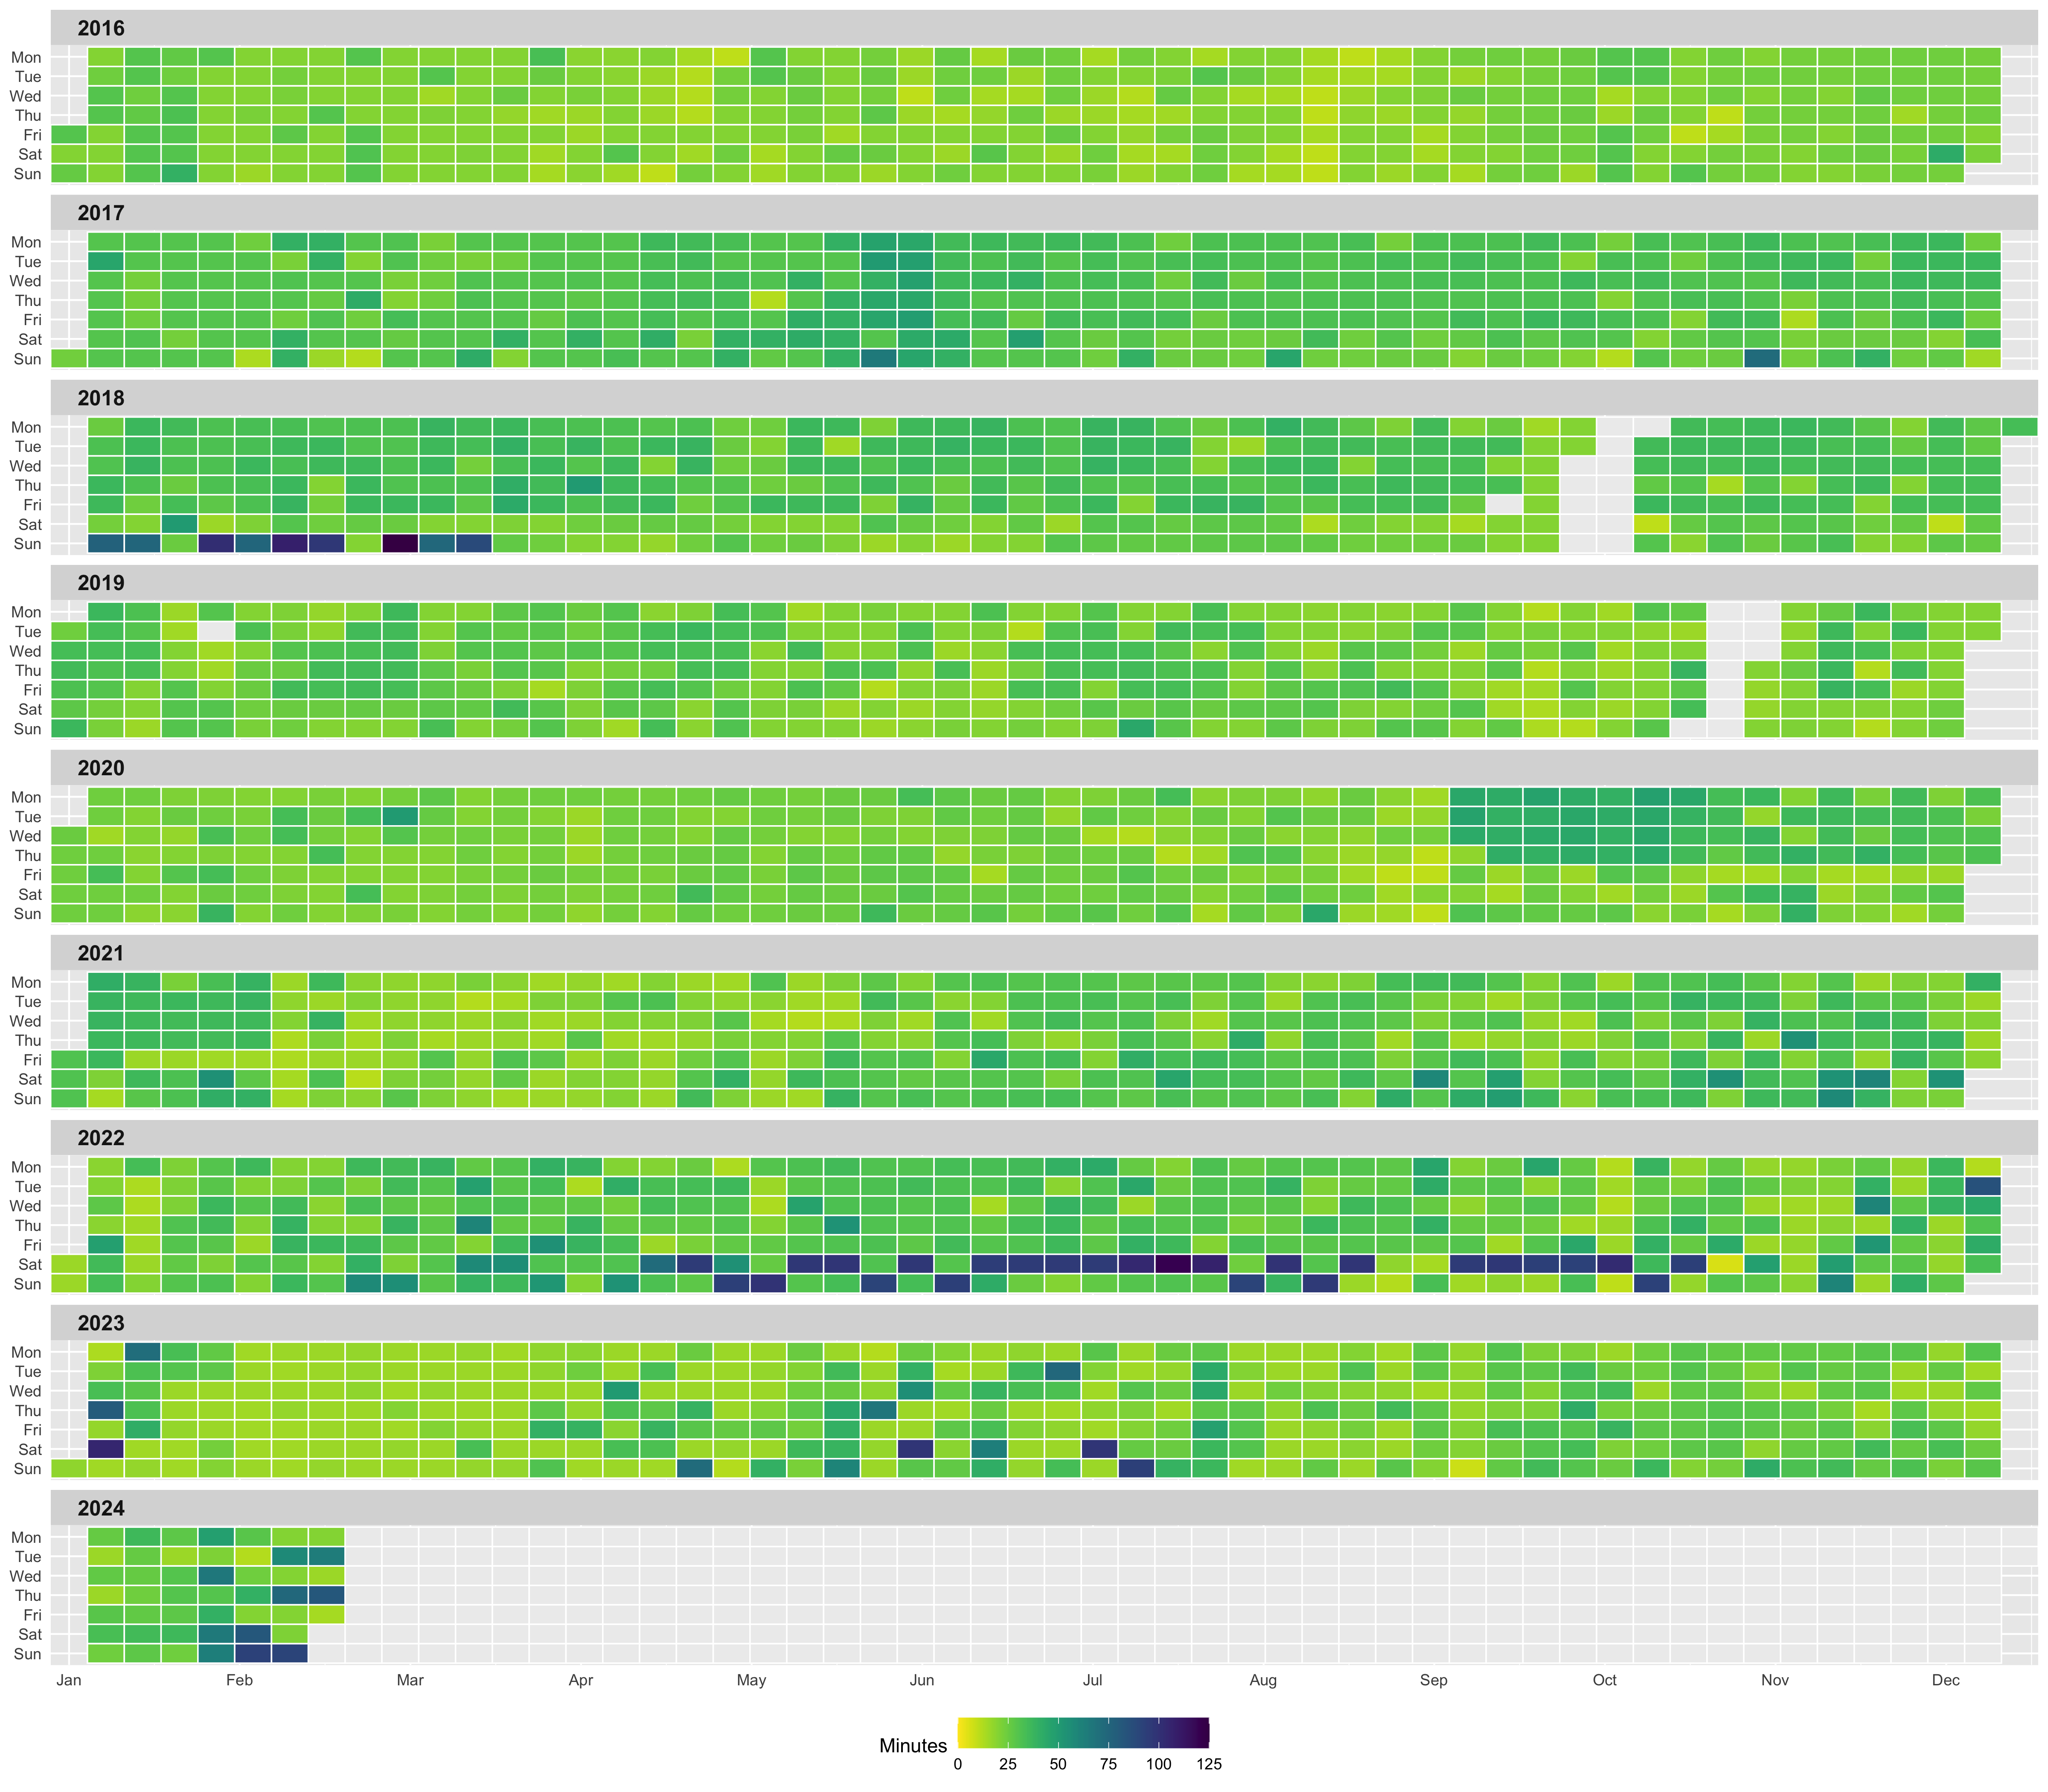 2016
Mon
Tue
Wed
Thu
Fri
Sat
Sun
2017
Mon
Tue
Wed
Thu
Fri
Sat
Sun
2018
Mon
Tue
Wed
Thu
Fri
Sat
Sun
2019
Mon
Tue
Wed
Thu
Fri
Sat
Sun
2020
Mon
Tue
Wed
Thu
Fri
Sat
Sun
2021
Mon
Tue
Wed
Thu
Fri
Sat
Sun
2022
Mon
Tue
Wed
Thu
Fri
Sat
Sun
2023
Mon
Tue
Wed
Thu
Fri
Sat
Sun
2024
Mon
Tue
Wed
Thu
Fri
Sat
Sun
Jan Feb Mar Apr May Jun Jul Aug Sep Oct Nov Dec
Minutes
0 25 50 75 100 125